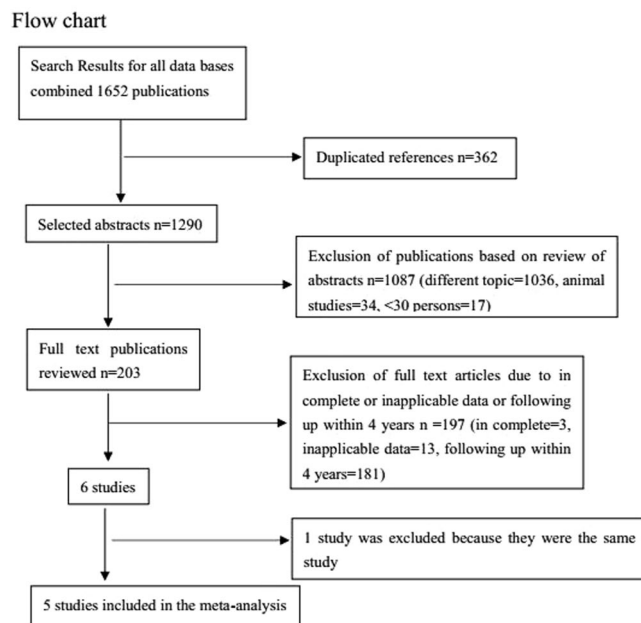 Flow chart
Search Results for all data bases
combined 1652 publications
Duplicated references n=362
Selected abstracts n=1290
Exclusion of publications based on review of
abstracts n=1087 (different topic=1036, animal
studies=34, <30 persons=17)
Full text publications
reviewed n=203
Exclusion of full text articles due to in
complete or inapplicable data or following
up within 4 years n =197 (in complete=3,
inapplicable data=13, following up within
4 years=181)
6 studies
1 study was excluded because they were the same
study
5 studies included in the meta-analysis